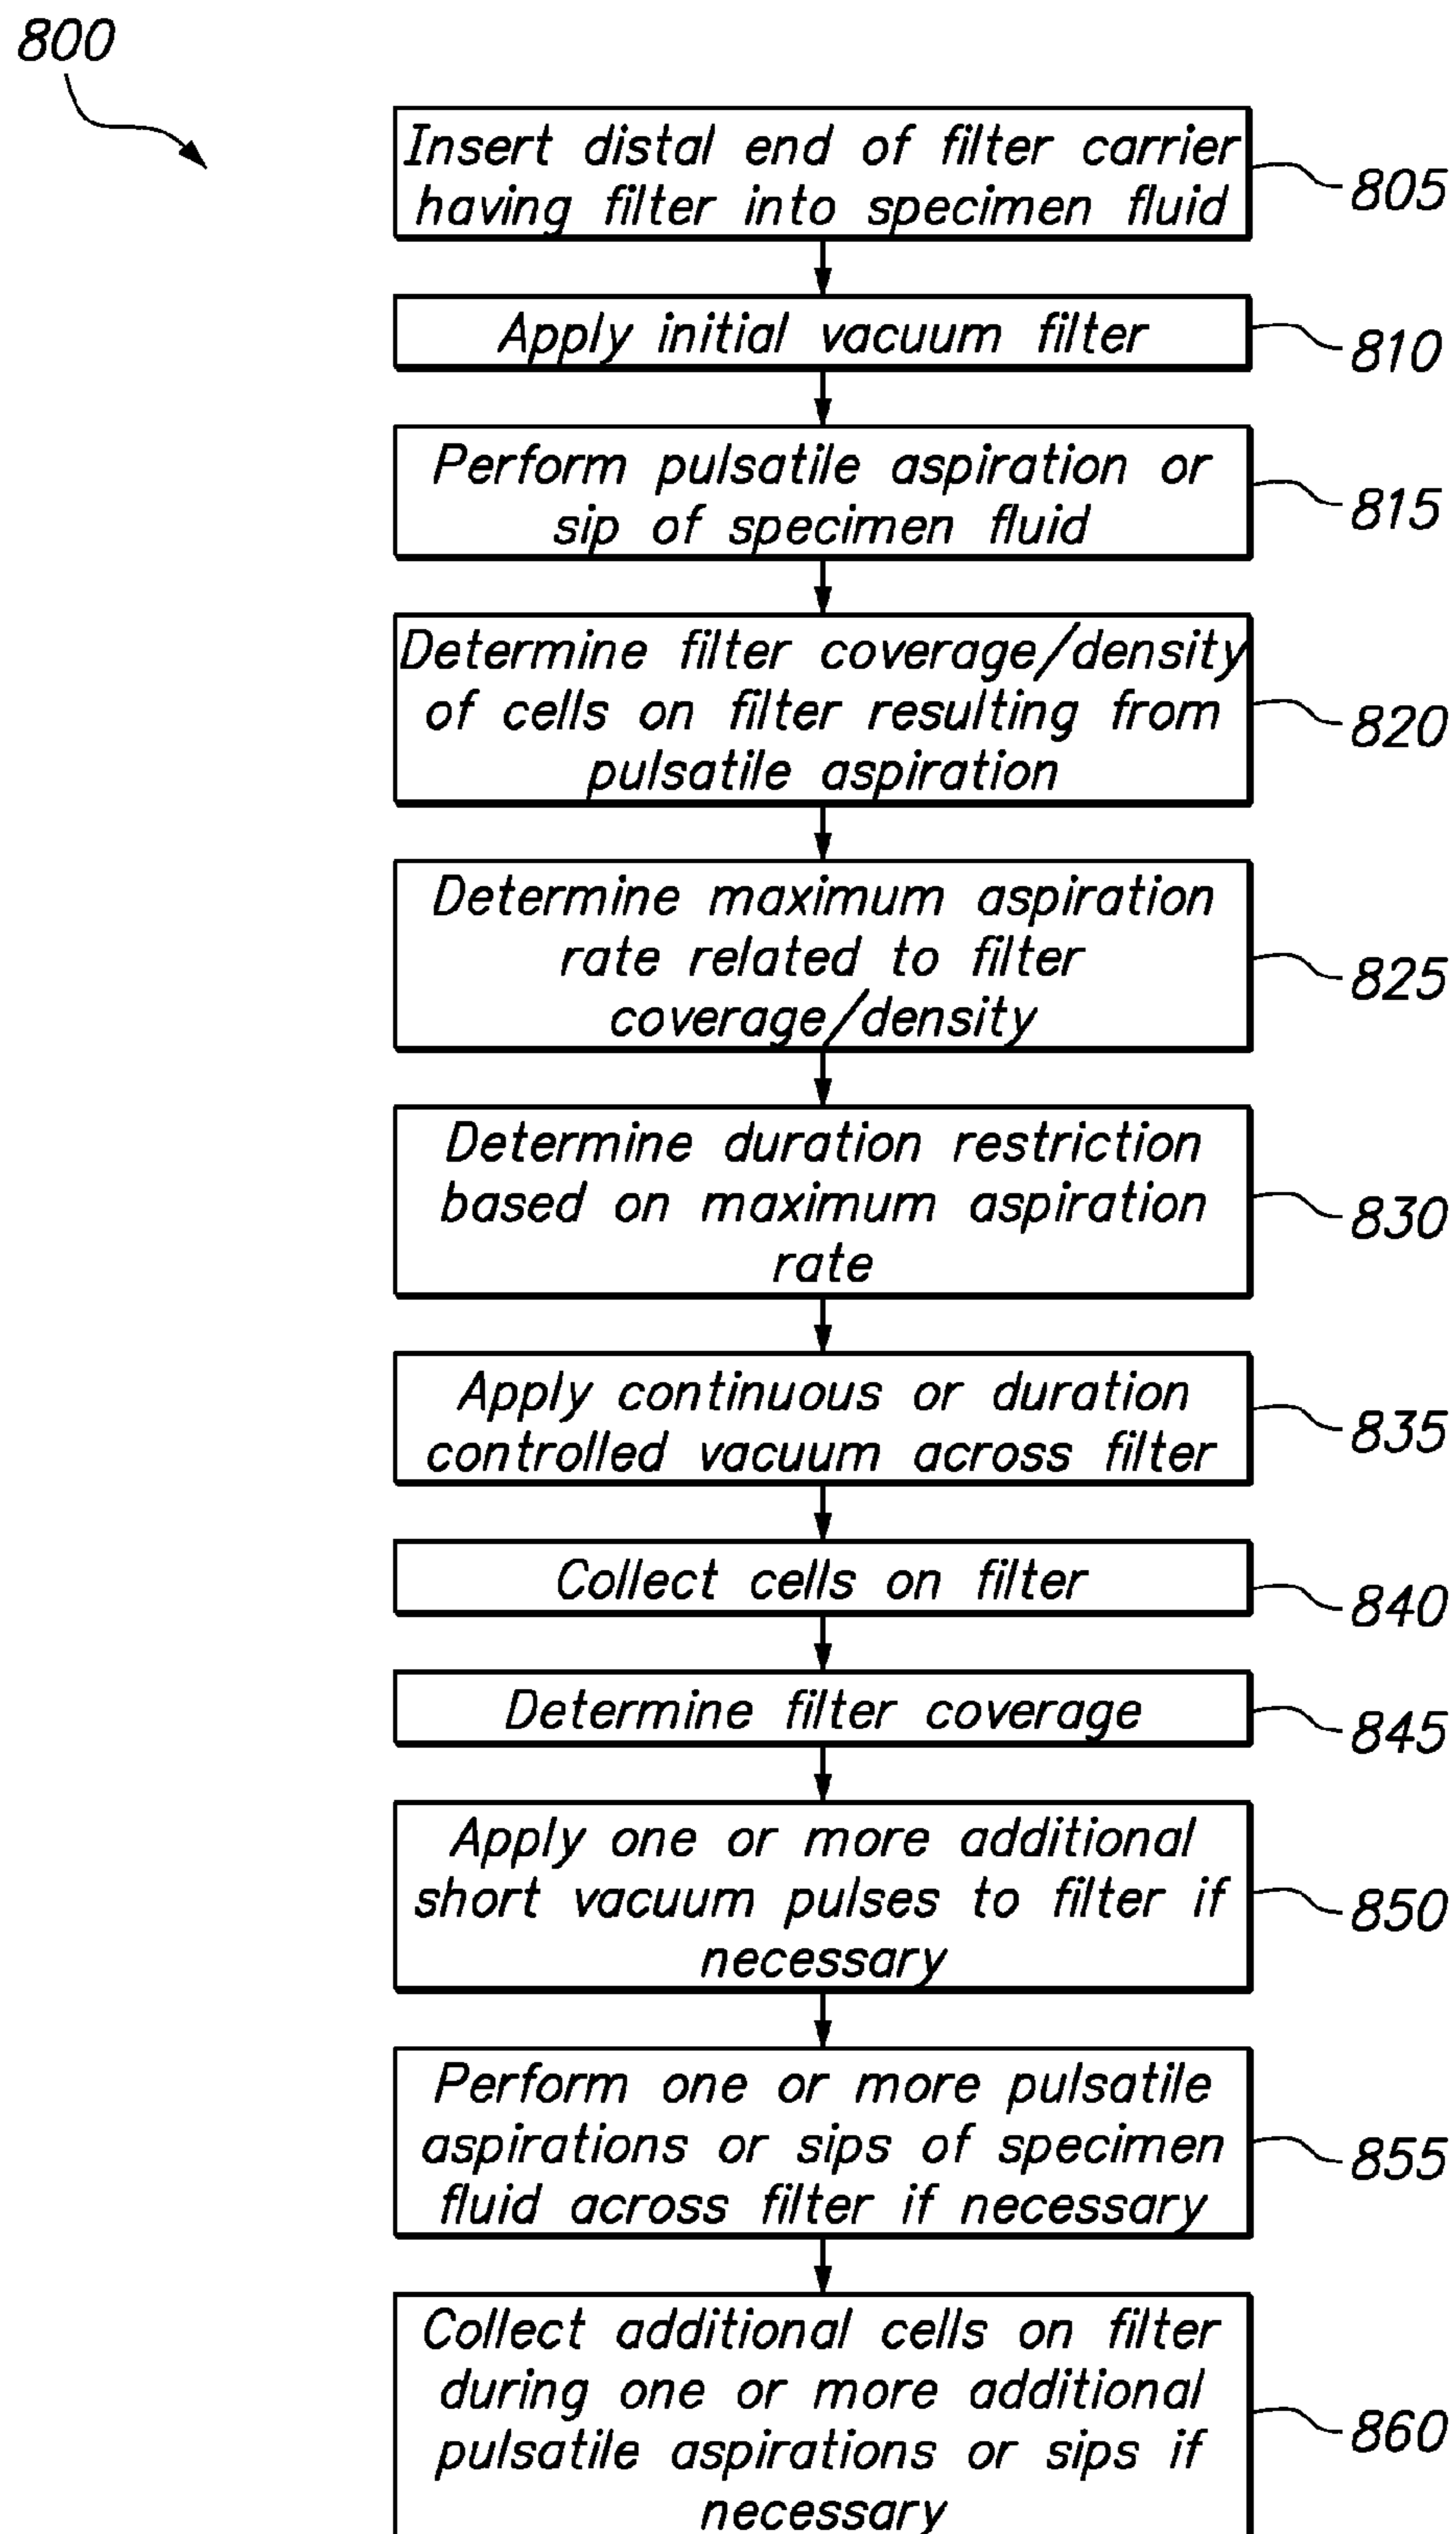 800
Insert distal end of filter carrier
having filter into specimen fluid
805
Apply initial vacuum filter
810
Perform pulsatile aspiration or
sip of specimen fluid
815
Determine filter coverage/density
of cells on filter resulting from
pulsatile aspiration
820
Determine maximum aspiration
rate related to filter
coverage/density
825
Determine duration restriction
based on maximum aspiration
rate
830
Apply continuous or duration
controlled vacuum across filter
835
Collect cells on filter
840
Determine filter coverage
845
Apply one or more additional
short vacuum pulses to filter if
necessary
850
Perform one or more pulsatile
aspirations or sips of specimen
fluid across filter if necessary
855
Collect additional cells on filter
during one or more additional
pulsatile aspirations or sips if
necessary
860